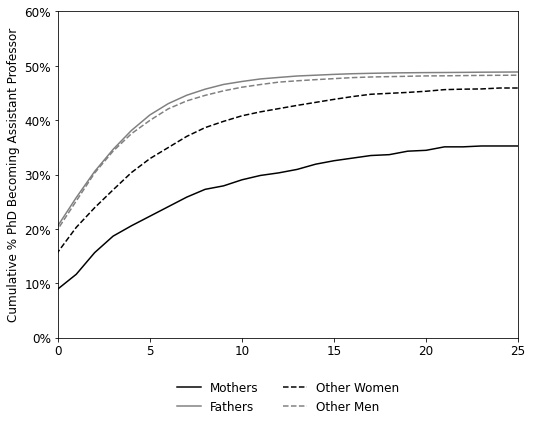 Cumulative % PhD Becoming Assistant Professor
60%
50%
40%
30%
20%
10%
0%
0 5 10 15 20 25
Mothers Other Women
Fathers Other Men